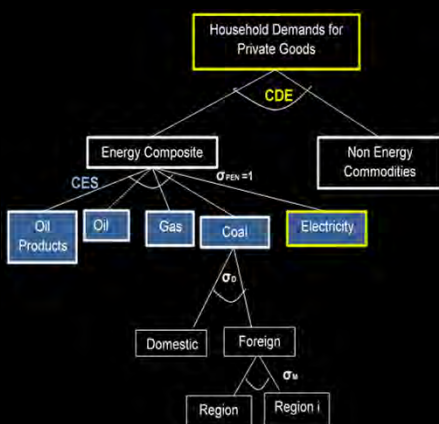 Household Demands for
Private Goods
CDE
Energy Composite
Non Energy
Commodities
CES
σPEN =1
Oil
Products
Oil
Gas
Coal
Electricity
σD
Domestic
Foreign
σM
Region
Region i